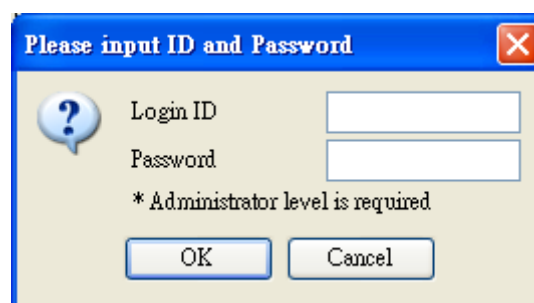 Please input ID and Password
Login ID
Password
* Administrator level is required
OK Cancel